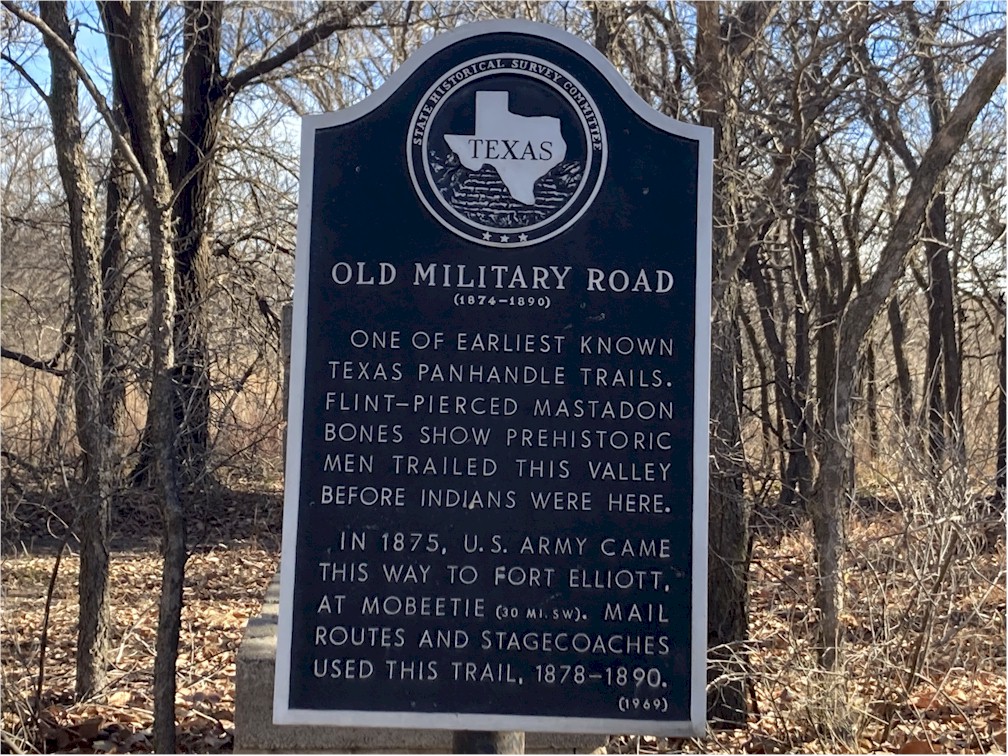 STATE HISTORICAL SURVEY COMMITTEE
TEXAS
OLD MILITARY ROAD
(1874–1890)
ONE OF EARLIEST KNOWN
TEXAS PANHANDLE TRAILS.
FLINT–PIERCED MASTADON
BONES SHOW PREHISTORIC
MEN TRAILED THIS VALLEY
BEFORE INDIANS WERE HERE.
IN 1875, U.S. ARMY CAME
THIS WAY TO FORT ELLIOTT,
AT MOBEETIE (30 MI. SW). MAIL
ROUTES AND STAGECOACHES
USED THIS TRAIL, 1878–1890.
(1969)